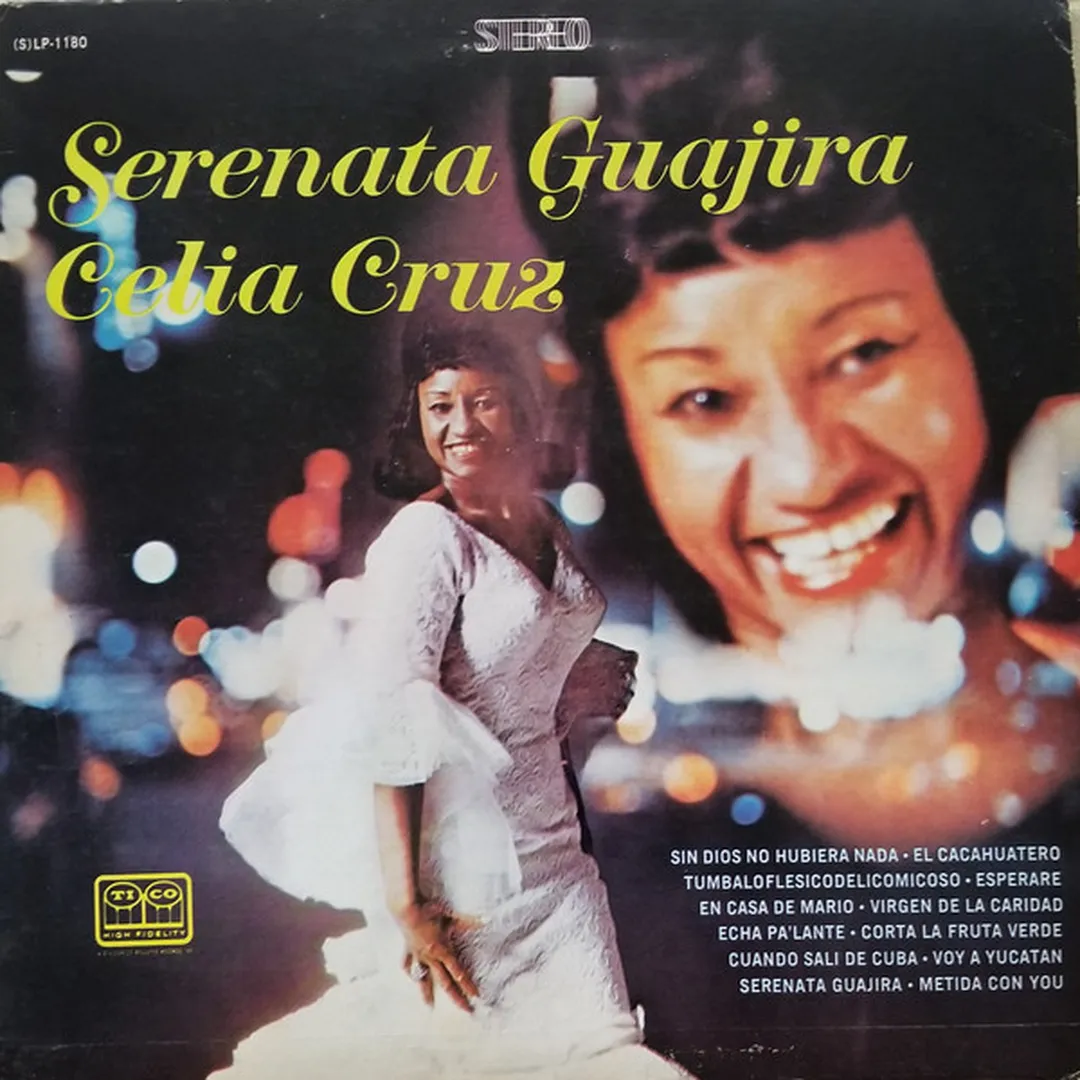 (S)LP-1180
STEREO
Serenata Guajira
Celia Cruz
SIN DIOS NO HUBIERA NADA • EL CACAHUATERO
TUMBALOFLESICODELICOMICOSO • ESPERARE
EN CASA DE MARIO • VIRGEN DE LA CARIDAD
ECHA PA'LANTE • CORTA LA FRUTA VERDE
CUANDO SALI DE CUBA • VOY A YUCATAN
SERENATA GUAJIRA • METIDA CON YOU
TICO
HIGH FIDELITY